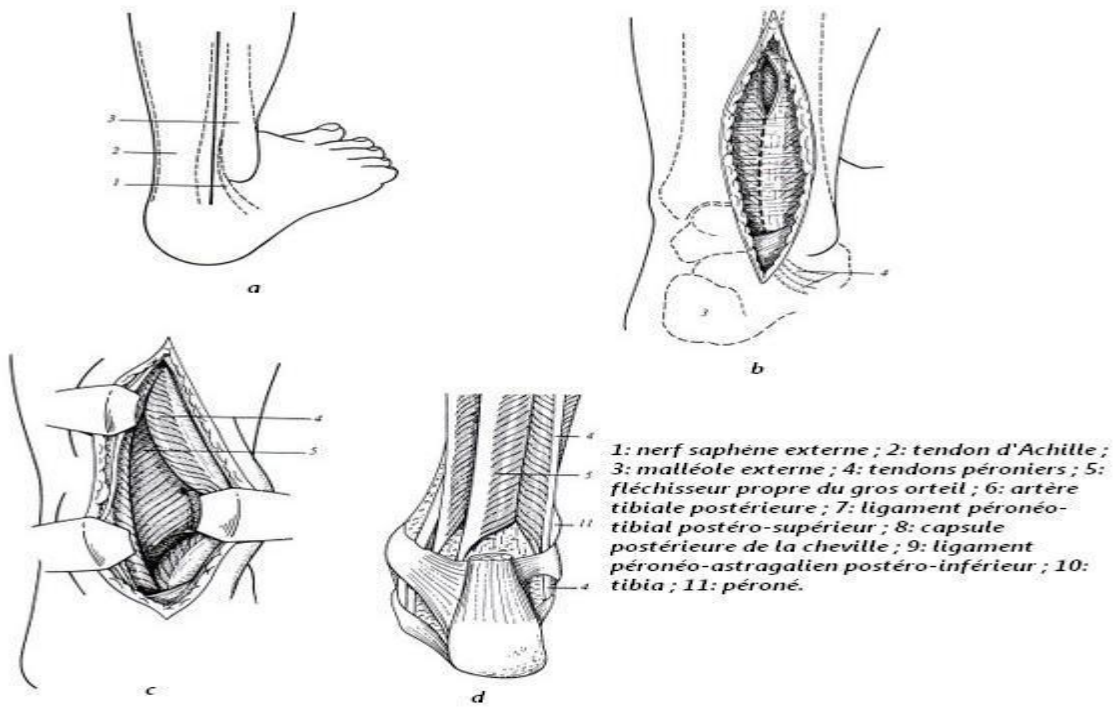 3
2
1
a
4
3
b
4
5
c
4
5
11
4
d
1: nerf saphène externe ; 2: tendon d'Achille ;
3: malléole externe ; 4: tendons péroniers ; 5:
fléchisseur propre du gros orteil ; 6: artère
tibiale postérieure ; 7: ligament péronéo-
tibial postéro-supérieur ; 8: capsule
postérieure de la cheville ; 9: ligament
péronéo-astragalien postéro-inférieur ; 10:
tibia ; 11: péroné.